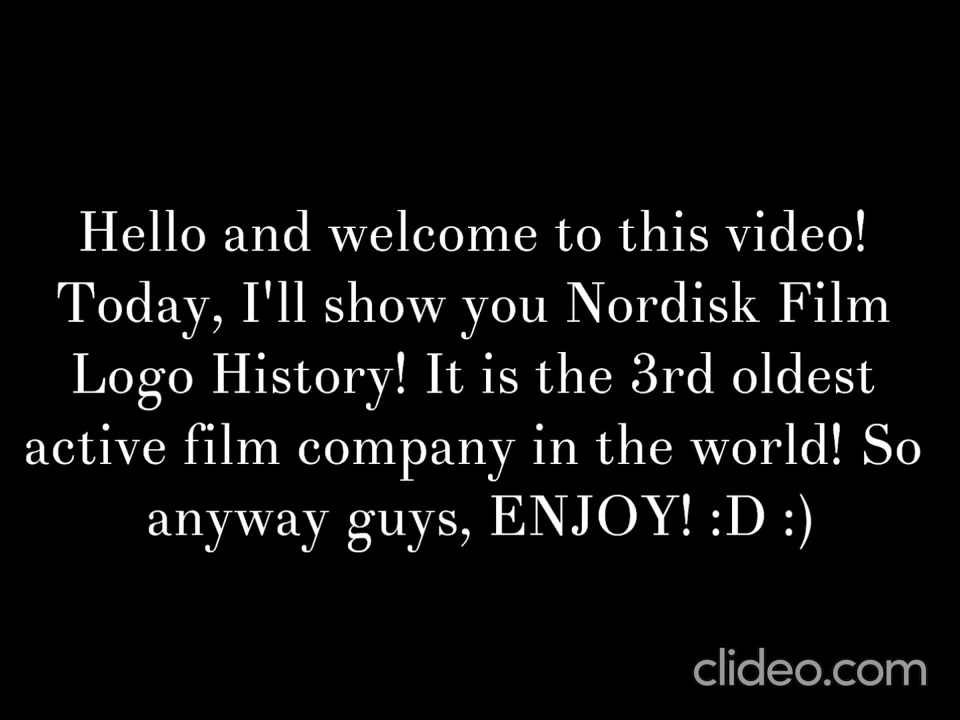 Hello and welcome to this video!
Today, I'll show you Nordisk Film
Logo History! It is the 3rd oldest
active film company in the world! So
anyway guys, ENJOY! :D :)
clideo.com